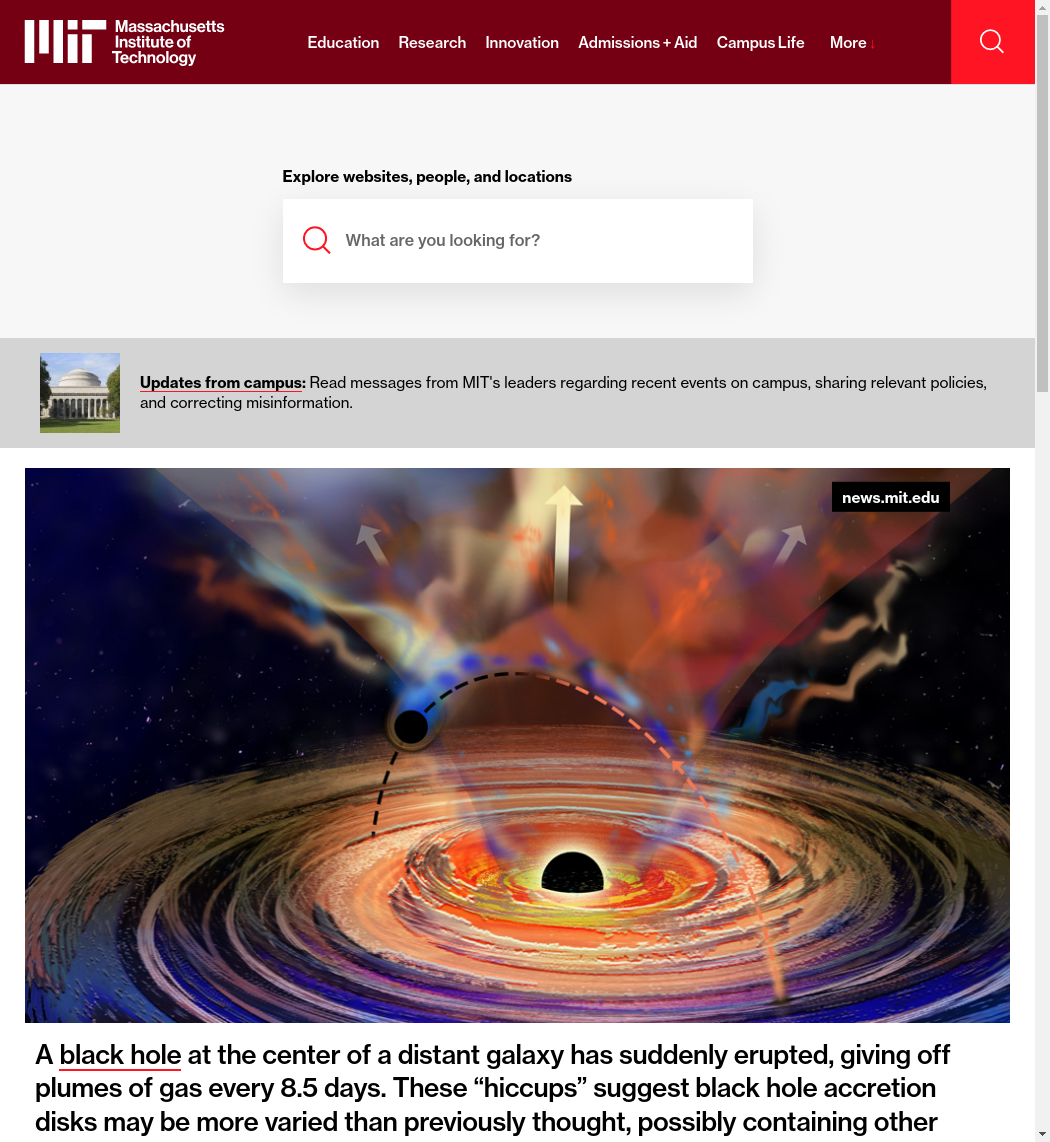 Massachusetts
Institute of
Technology
Education Research Innovation Admissions + Aid Campus Life More ↓
Explore websites, people, and locations
What are you looking for?
Updates from campus: Read messages from MIT's leaders regarding recent events on campus, sharing relevant policies,
and correcting misinformation.
news.mit.edu
A black hole at the center of a distant galaxy has suddenly erupted, giving off
plumes of gas every 8.5 days. These “hiccups” suggest black hole accretion
disks may be more varied than previously thought, possibly containing other